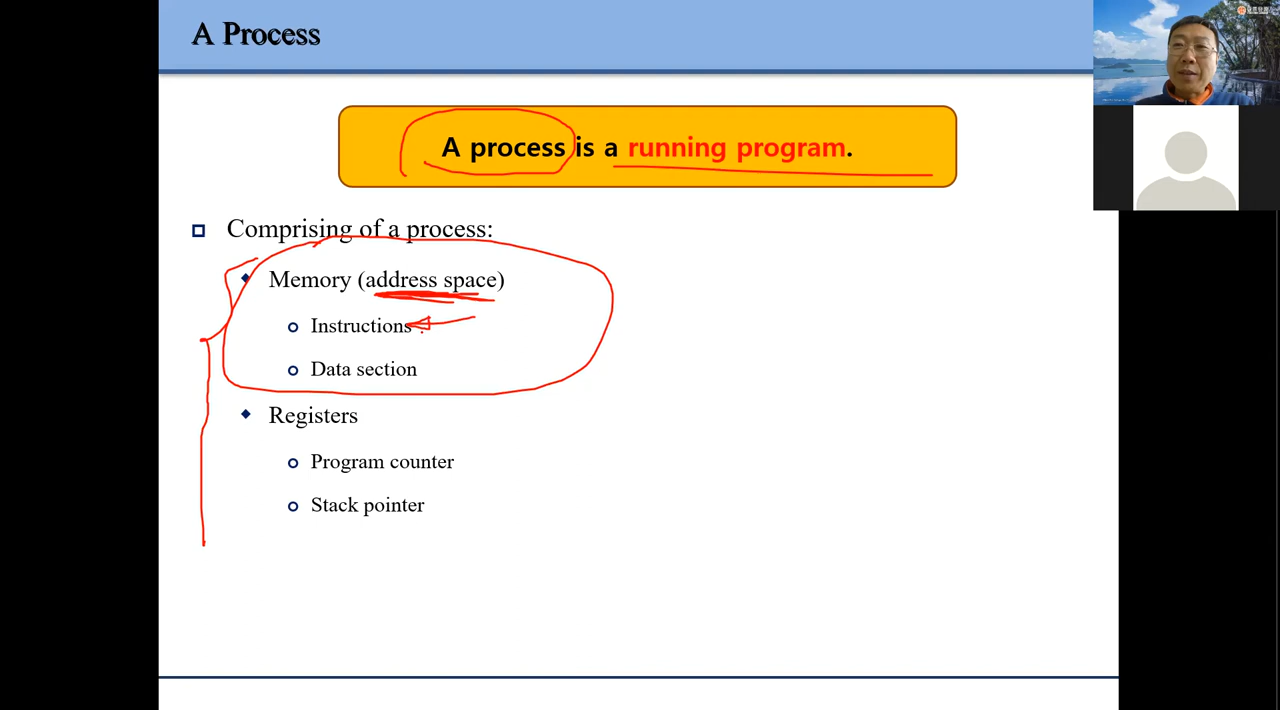 A Process
A process is a running program.
Comprising of a process:
Memory (address space)
Instructions
Data section
Registers
Program counter
Stack pointer